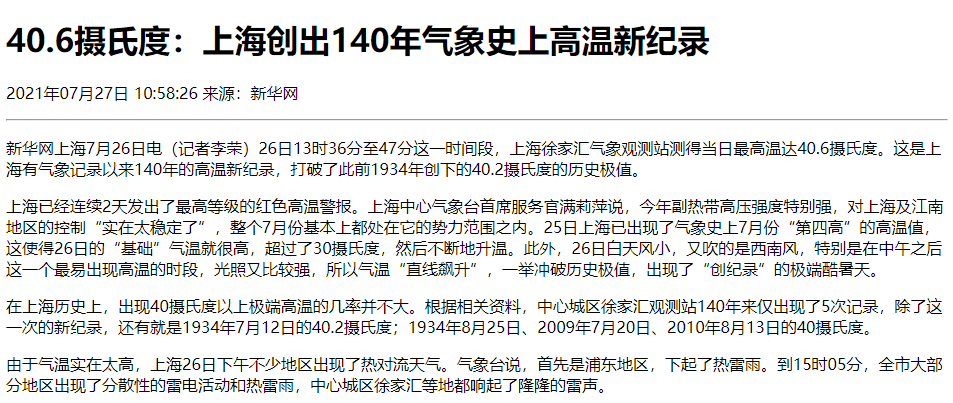 40.6摄氏度：上海创出140年气象史上高温新纪录
2021年07月27日 10:58:26 来源：新华网
新华网上海7月26日电（记者李荣）26日13时36分至47分这一时间段，上海徐家汇气象观测站测得当日最高温达40.6摄氏度。这是上
海有气象记录以来140年的高温新纪录，打破了此前1934年创下的40.2摄氏度的历史极值。
上海已经连续2天发出了最高等级的红色高温警报。上海中心气象台首席服务官满莉萍说，今年副热带高压强度特别强，对上海及江南
地区的控制“实在太稳定了”，整个7月份基本上都处在它的势力范围之内。25日上海已出现了气象史上7月份“第四高”的高温值，
这使得26日的“基础”气温就很高，超过了30摄氏度，然后不断地升温。此外，26日白天风小，又吹的是西南风，特别是在中午之后
这一个最易出现高温的时段，光照又比较强，所以气温“直线飙升”，一举冲破历史极值，出现了“创纪录”的极端酷暑天。
在上海历史上，出现40摄氏度以上极端高温的几率并不大。根据相关资料，中心城区徐家汇观测站140年来仅出现了5次记录，除了这
一次的新纪录，还有就是1934年7月12日的40.2摄氏度；1934年8月25日、2009年7月20日、2010年8月13日的40摄氏度。
由于气温实在太高，上海26日下午不少地区出现了热对流天气。气象台说，首先是浦东地区，下起了热雷雨。到15时05分，全市大部
分地区出现了分散性的雷电活动和热雷雨，中心城区徐家汇等地都响起了隆隆的雷声。